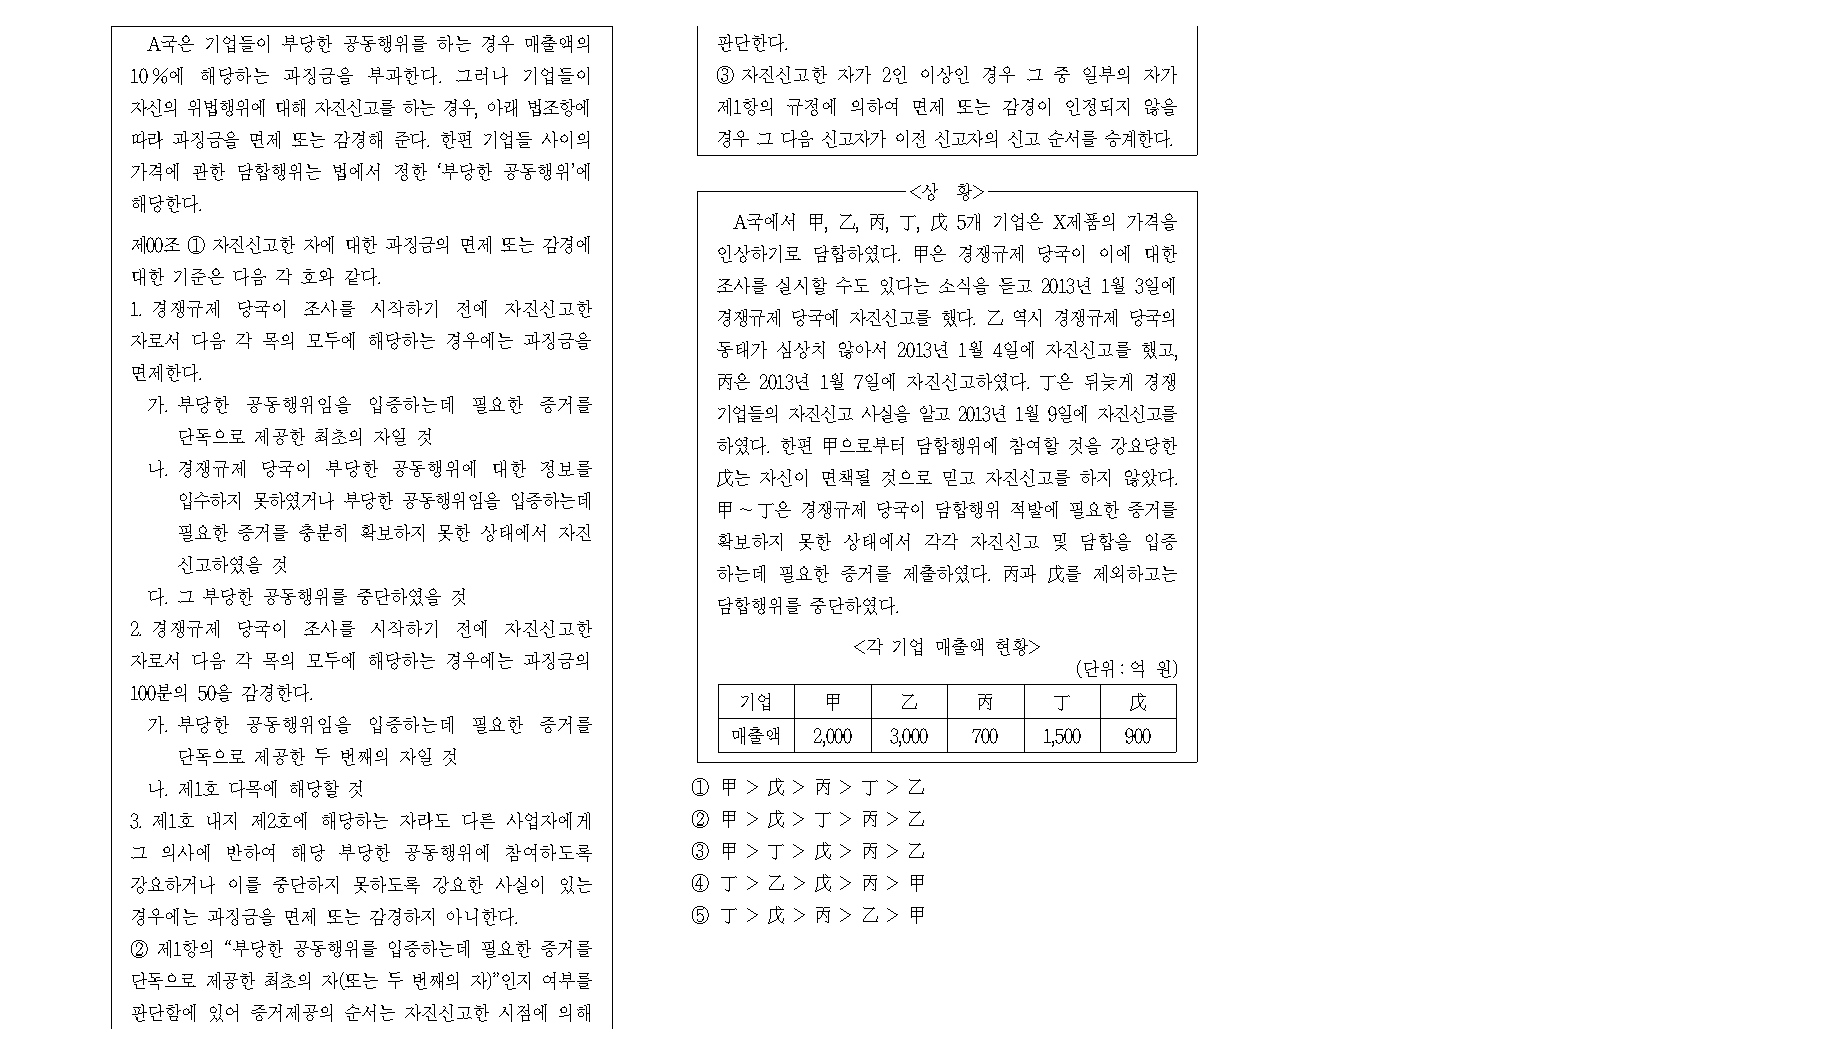 A국은 기업들이 부당한 공동행위를 하는 경우 매출액의
10%에 해당하는 과징금을 부과한다. 그러나 기업들이
자신의 위법행위에 대해 자진신고를 하는 경우, 아래 법조항에
따라 과징금을 면제 또는 감경해 준다. 한편 기업들 사이의
가격에 관한 담합행위는 법에서 정한 ‘부당한 공동행위’에
해당한다.
제00조 ① 자진신고한 자에 대한 과징금의 면제 또는 감경에
대한 기준은 다음 각 호와 같다.
1. 경쟁규제 당국이 조사를 시작하기 전에 자진신고한
자로서 다음 각 목의 모두에 해당하는 경우에는 과징금을
면제한다.
가. 부당한 공동행위임을 입증하는데 필요한 증거를
단독으로 제공한 최초의 자일 것
나. 경쟁규제 당국이 부당한 공동행위에 대한 정보를
입수하지 못하였거나 부당한 공동행위임을 입증하는데
필요한 증거를 충분히 확보하지 못한 상태에서 자진
신고하였을 것
다. 그 부당한 공동행위를 중단하였을 것
2. 경쟁규제 당국이 조사를 시작하기 전에 자진신고한
자로서 다음 각 목의 모두에 해당하는 경우에는 과징금의
100분의 50을 감경한다.
가. 부당한 공동행위임을 입증하는데 필요한 증거를
단독으로 제공한 두 번째의 자일 것
나. 제1호 다목에 해당할 것
3. 제1호 내지 제2호에 해당하는 자라도 다른 사업자에게
그 의사에 반하여 해당 부당한 공동행위에 참여하도록
강요하거나 이를 중단하지 못하도록 강요한 사실이 있는
경우에는 과징금을 면제 또는 감경하지 아니한다.
② 제1항의 “부당한 공동행위를 입증하는데 필요한 증거를
단독으로 제공한 최초의 자(또는 두 번째의 자)”인지 여부를
판단함에 있어 증거제공의 순서는 자진신고한 시점에 의해
판단한다.
③ 자진신고한 자가 2인 이상인 경우 그 중 일부의 자가
제1항의 규정에 의하여 면제 또는 감경이 인정되지 않을
경우 그 다음 신고자가 이전 신고자의 신고 순서를 승계한다.
<상 황>
A국에서 甲, 乙, 丙, 丁, 戊 5개 기업은 X제품의 가격을
인상하기로 담합하였다. 甲은 경쟁규제 당국이 이에 대한
조사를 실시할 수도 있다는 소식을 듣고 2013년 1월 3일에
경쟁규제 당국에 자진신고를 했다. 乙 역시 경쟁규제 당국의
동태가 심상치 않아서 2013년 1월 4일에 자진신고를 했고,
丙은 2013년 1월 7일에 자진신고하였다. 丁은 뒤늦게 경쟁
기업들의 자진신고 사실을 알고 2013년 1월 9일에 자진신고를
하였다. 한편 甲으로부터 담합행위에 참여할 것을 강요당한
戊는 자신이 면책될 것으로 믿고 자진신고를 하지 않았다.
甲～丁은 경쟁규제 당국이 담합행위 적발에 필요한 증거를
확보하지 못한 상태에서 각각 자진신고 및 담합을 입증
하는데 필요한 증거를 제출하였다. 丙과 戊를 제외하고는
담합행위를 중단하였다.
<각 기업 매출액 현황>
(단위 : 억 원)
기업 甲 乙 丙 丁 戊
매출액 2,000 3,000 700 1,500 900
① 甲 > 戊 > 丙 > 丁 > 乙
② 甲 > 戊 > 丁 > 丙 > 乙
③ 甲 > 丁 > 戊 > 丙 > 乙
④ 丁 > 乙 > 戊 > 丙 > 甲
⑤ 丁 > 戊 > 丙 > 乙 > 甲